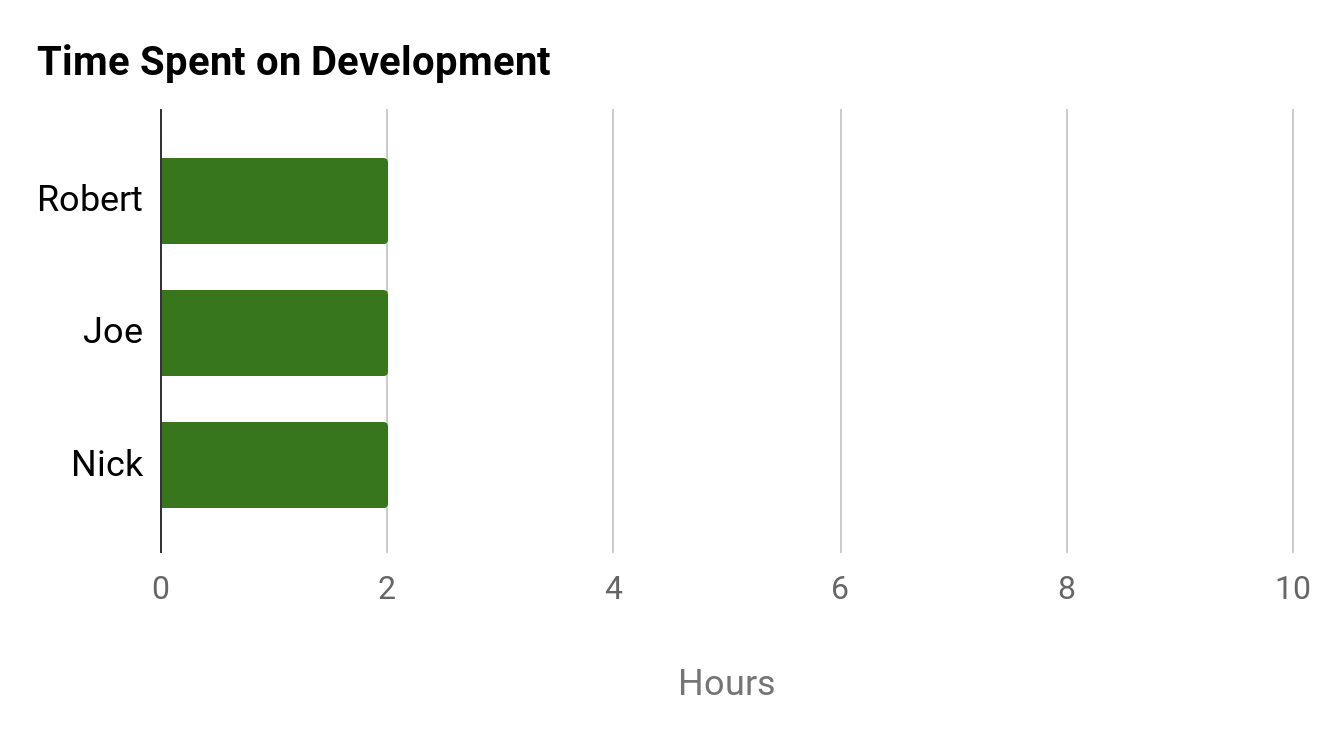 Time Spent on Development
Robert
Joe
Nick
0 2 4 6 8 10
Hours